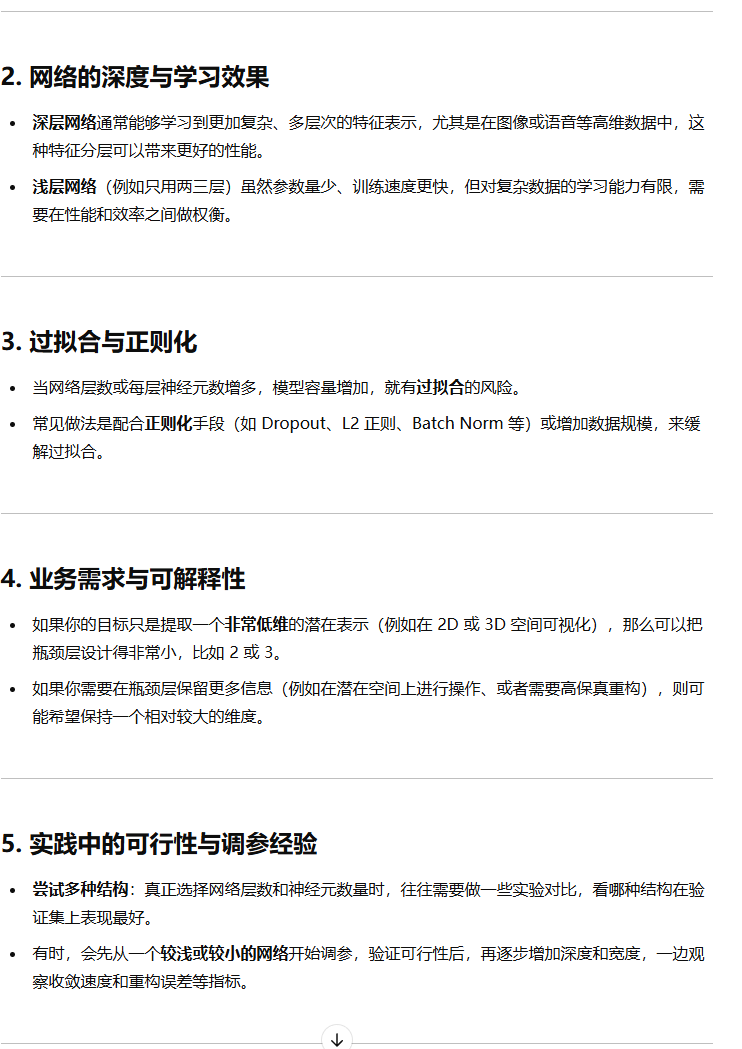 2. 网络的深度与学习效果
深层网络通常能够学习到更加复杂、多层次的特征表示，尤其是在图像或语音等高维数据中，这
种特征分层可以带来更好的性能。
浅层网络（例如只用两三层）虽然参数量少、训练速度更快，但对复杂数据的学习能力有限，需
要在性能和效率之间做权衡。
3. 过拟合与正则化
当网络层数或每层神经元数增多，模型容量增加，就有过拟合的风险。
常见做法是配合正则化手段（如 Dropout、L2 正则、Batch Norm 等）或增加数据规模，来缓
解过拟合。
4. 业务需求与可解释性
如果你的目标只是提取一个非常低维的潜在表示（例如在 2D 或 3D 空间可视化），那么可以把
瓶颈层设计得非常小，比如 2 或 3。
如果你需要在瓶颈层保留更多信息（例如在潜在空间上进行操作、或者需要高保真重构），则可
能希望保持一个相对较大的维度。
5. 实践中的可行性与调参经验
尝试多种结构：真正选择网络层数和神经元数量时，往往需要做一些实验对比，看哪种结构在验
证集上表现最好。
有时，会先从一个较浅或较小的网络开始调参，验证可行性后，再逐步增加深度和宽度，一边观
察收敛速度和重构误差等指标。